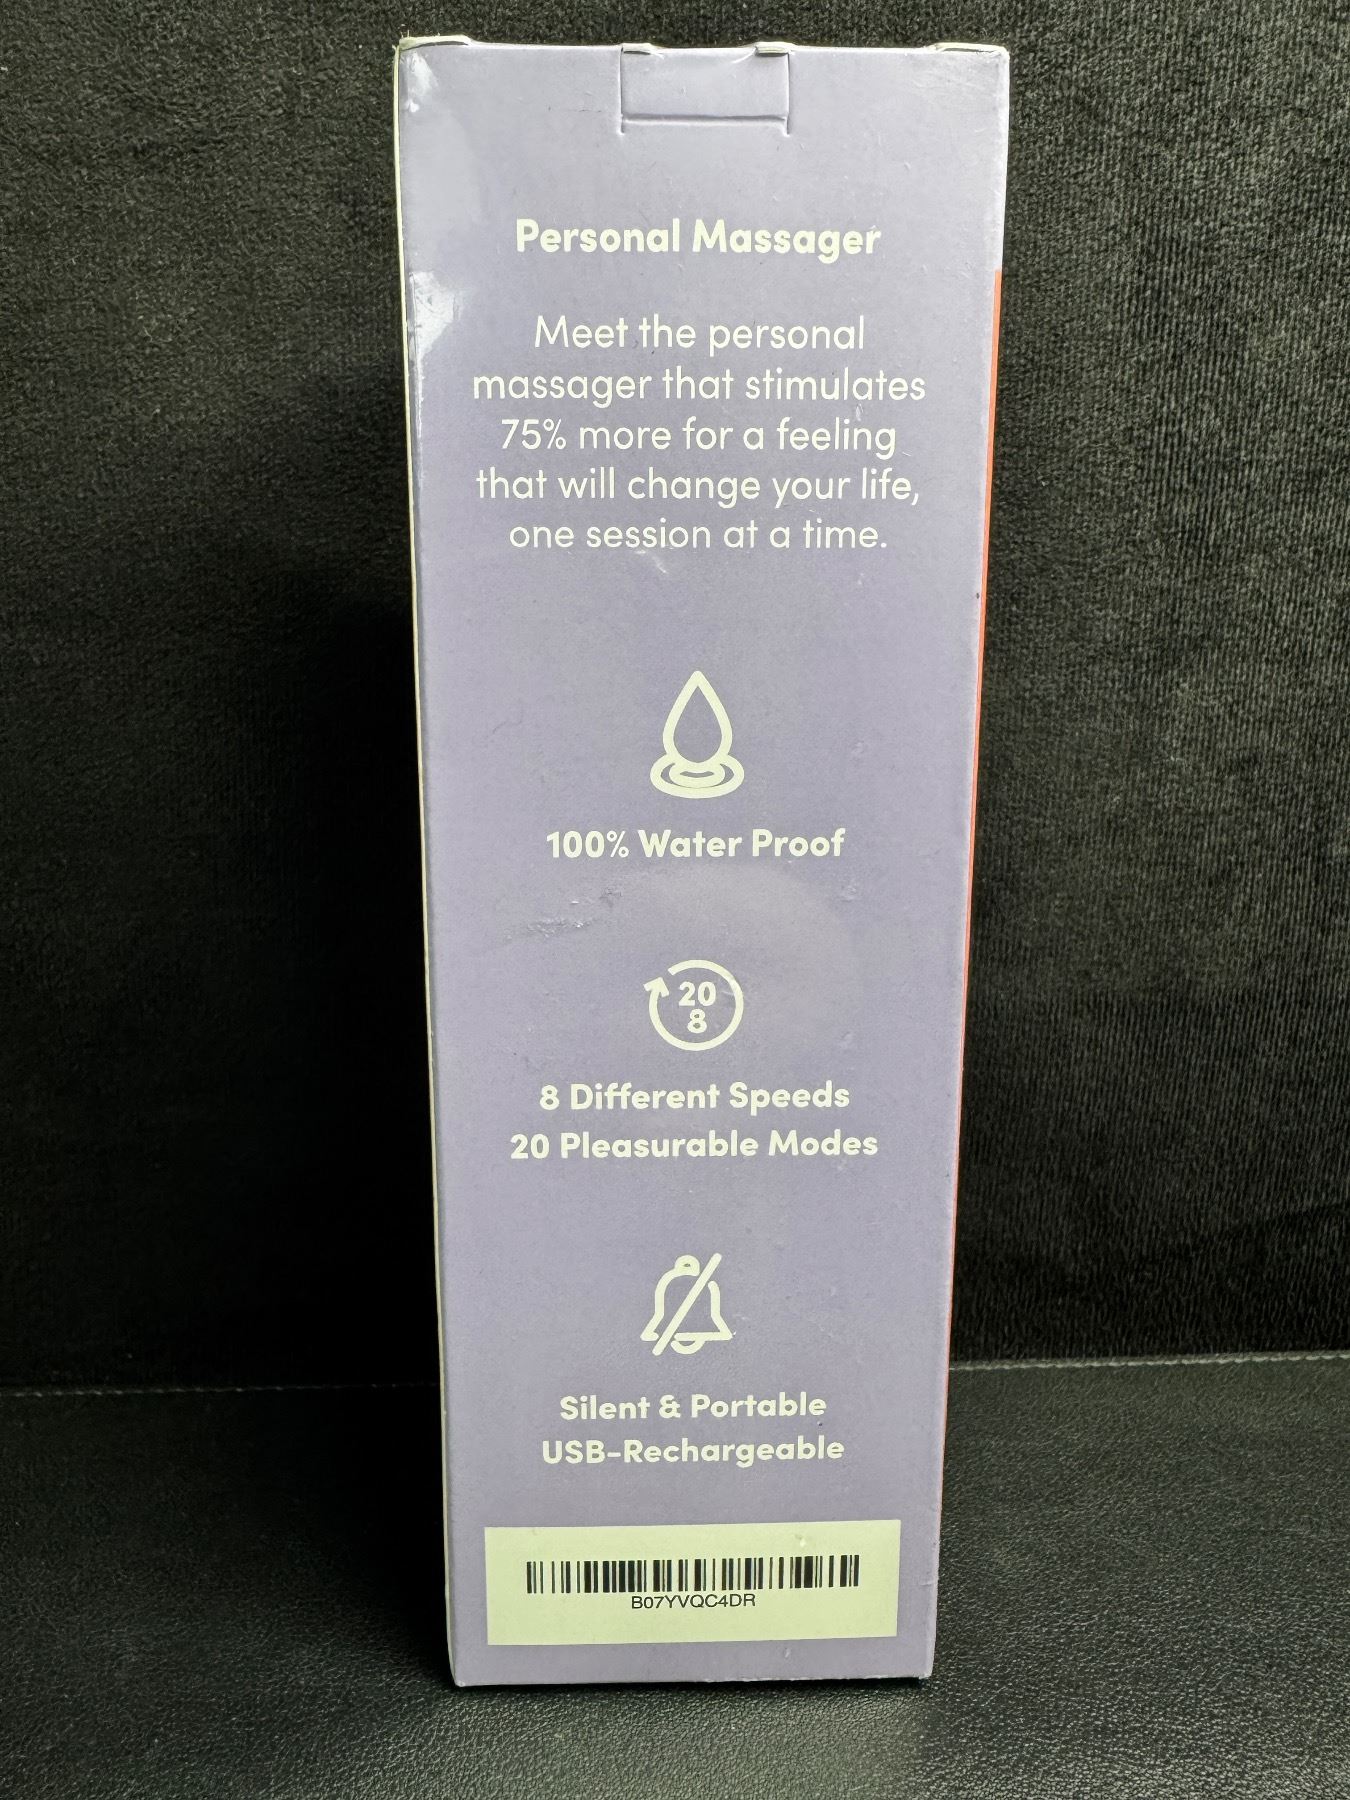 Personal Massager
Meet the personal
massager that stimulates
75% more for a feeling
that will change your life,
one session at a time.
100% Water Proof
20
8
8 Different Speeds
20 Pleasurable Modes
Silent & Portable
USB-Rechargeable
B07YVQC4DR